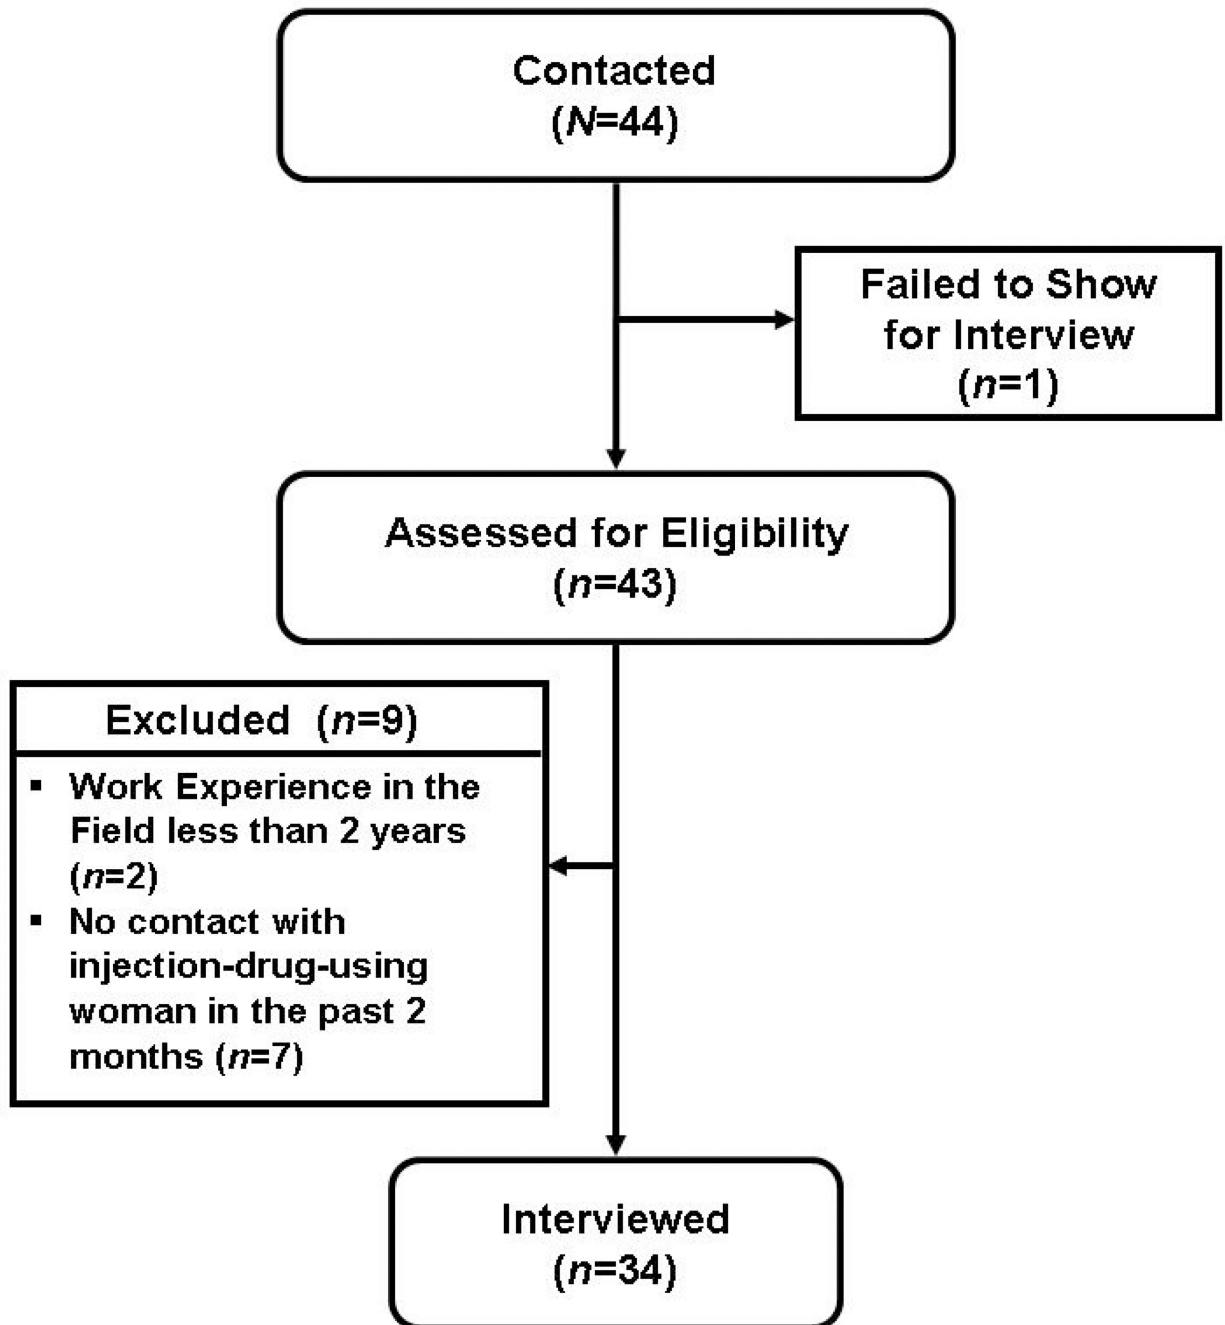 Contacted
(N=44)
Failed to Show
for Interview
(n=1)
Assessed for Eligibility
(n=43)
Excluded (n=9)
▪ Work Experience in the
Field less than 2 years
(n=2)
▪ No contact with
injection-drug-using
woman in the past 2
months (n=7)
Interviewed
(n=34)